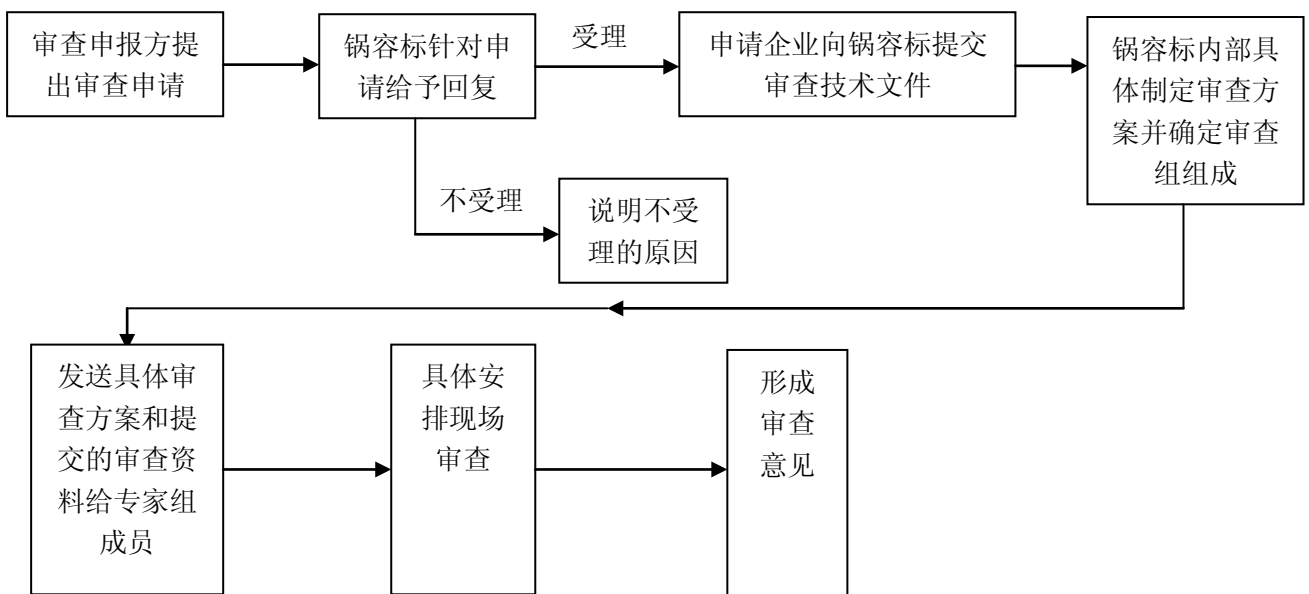 审查申报方提
出审查申请
锅容标针对申
请给予回复
受理
申请企业向锅容标提交
审查技术文件
锅容标内部具
体制定审查方
案并确定审查
组组成
不受理
说明不受
理的原因
发送具体审
查方案和提
交的审查资
料给专家组
成员
具体安
排现场
审查
形成
审查
意见